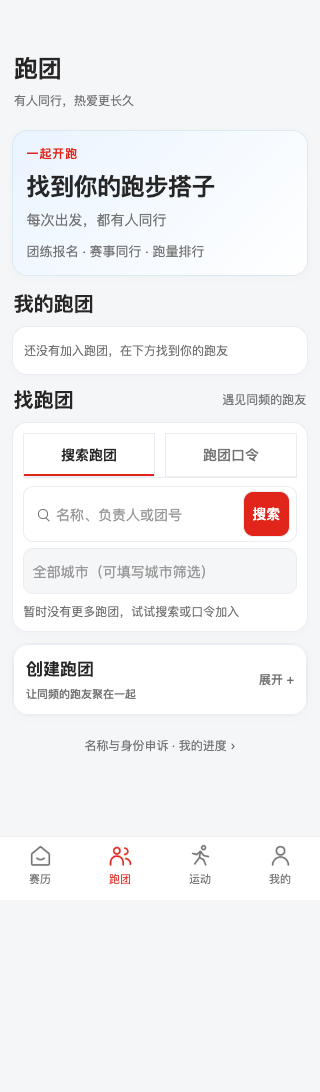 跑团
有人同行，热爱更长久
一起开跑
找到你的跑步搭子
每次出发，都有人同行
团练报名 · 赛事同行 · 跑量排行
我的跑团
还没有加入跑团，在下方找到你的跑友
找跑团
遇见同频的跑友
搜索跑团
跑团口令
名称、负责人或团号
搜索
全部城市（可填写城市筛选）
暂时没有更多跑团，试试搜索或口令加入
创建跑团
让同频的跑友聚在一起
展开 +
名称与身份申诉 · 我的进度 ›
赛历
跑团
运动
我的